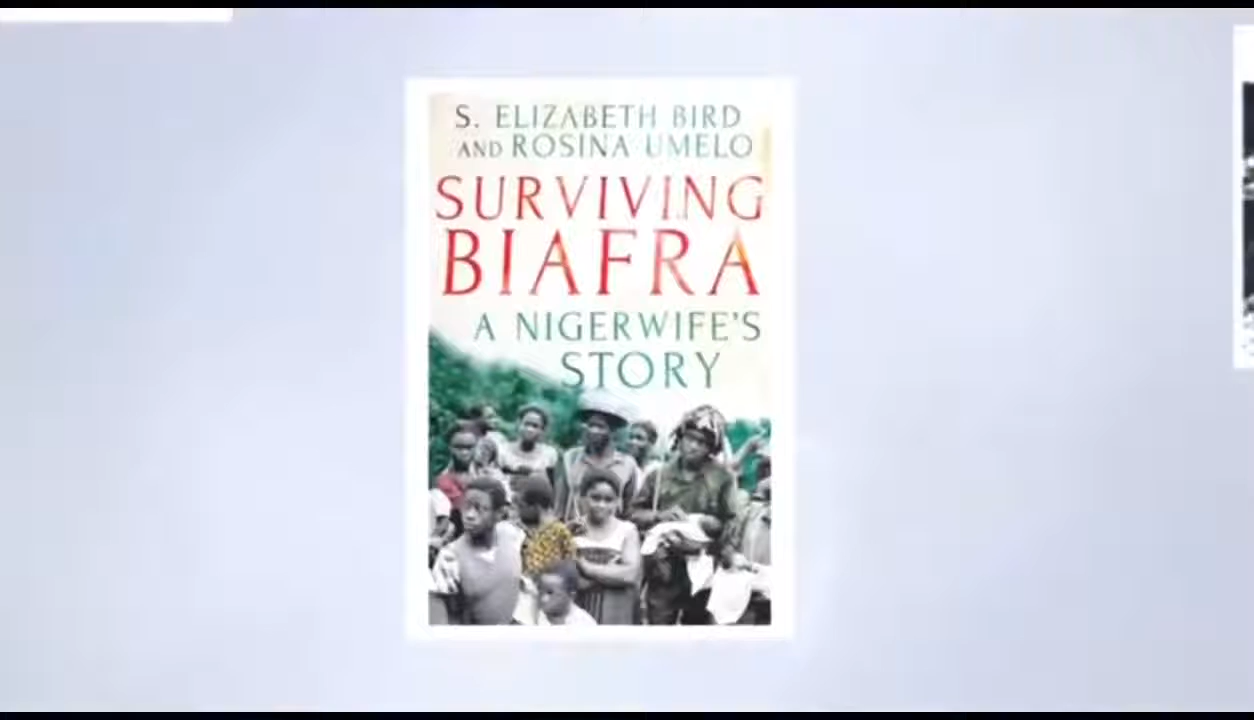 S. ELIZABETH BIRD
AND ROSINA UMELO
SURVIVING
BIAFRA
A NIGERWIFE'S
STORY